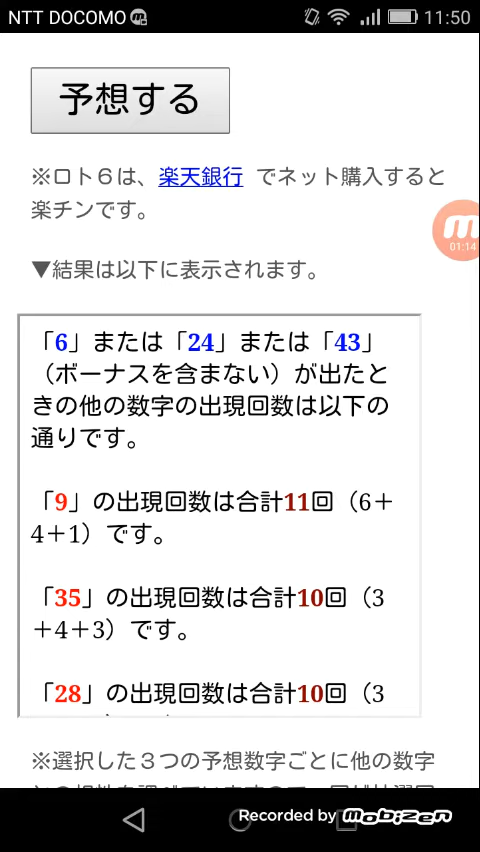 NTT DOCOMO 11:50
予想する
※ロト６は、楽天銀行 でネット購入すると
楽チンです。
01:14
▼結果は以下に表示されます。
「6」または「24」または「43」
（ボーナスを含まない）が出たと
きの他の数字の出現回数は以下の
通りです。
「9」の出現回数は合計11回（6＋
4＋1）です。
「35」の出現回数は合計10回（3
＋4＋3）です。
「28」の出現回数は合計10回（3
※選択した３つの予想数字ごとに他の数字
Recorded by mobizen